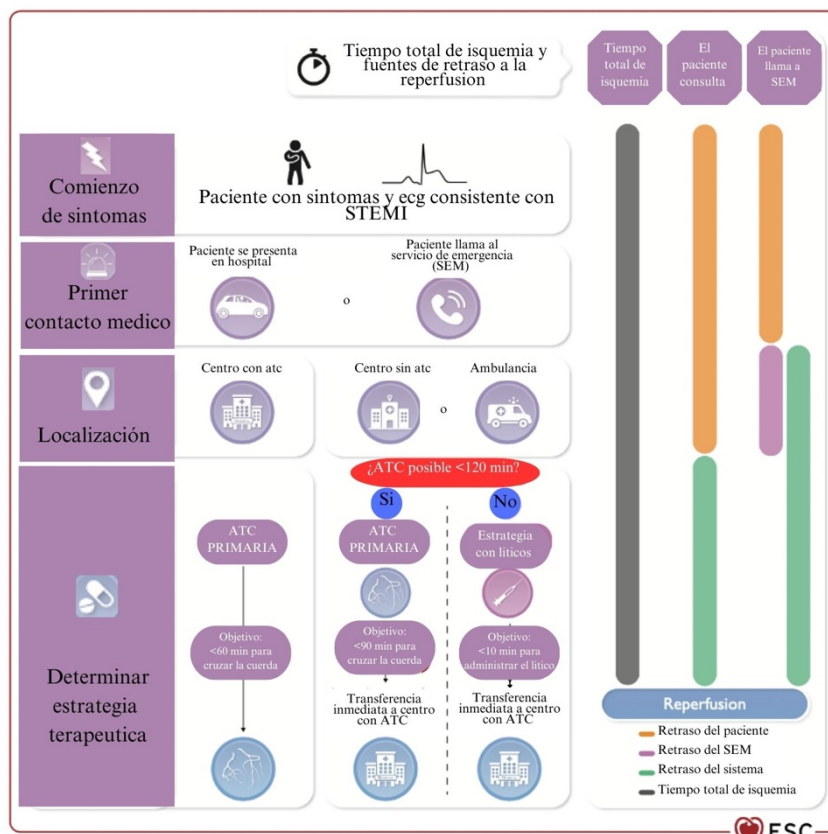 Tiempo total de isquemia y
fuentes de retraso a la
reperfusion
Tiempo
total de
isquemia
El
paciente
consulta
El paciente
llama a
SEM
Comienzo
de sintomas
Paciente con sintomas y ecg consistente con
STEMI
Primer
contacto medico
Paciente se presenta
en hospital
o
Paciente llama al
servicio de emergencia
(SEM)
Localización
Centro con atc
Centro sin atc
o
Ambulancia
Determinar
estrategia
terapeutica
¿ATC posible <120 min?
Si
No
ATC
PRIMARIA
ATC
PRIMARIA
Estrategia
con liticos
Objetivo:
<60 min para
cruzar la cuerda
Objetivo:
<90 min para
cruzar la cuerda
Objetivo:
<10 min para
administrar el litico
Transferencia
inmediata a centro
con ATC
Transferencia
inmediata a centro
con ATC
Reperfusion
Retraso del paciente
Retraso del SEM
Retraso del sistema
Tiempo total de isquemia
ESC